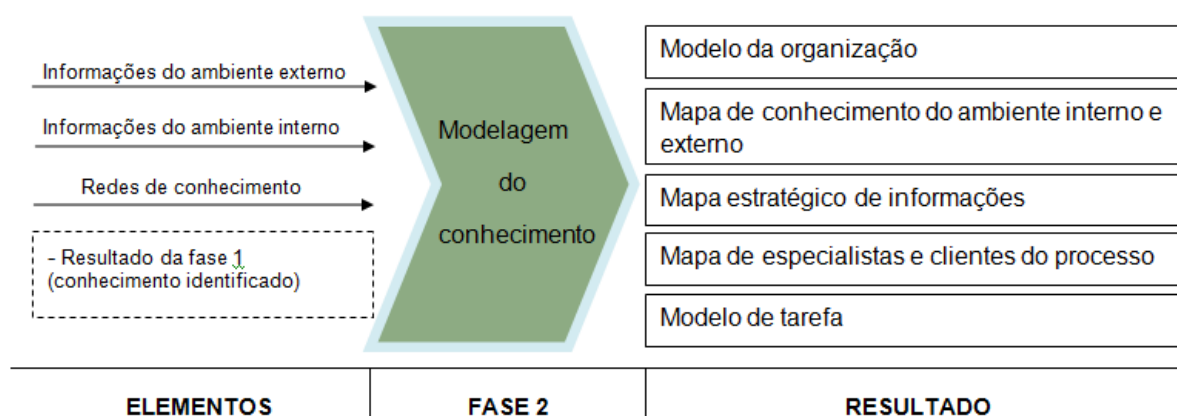 Informações do ambiente externo
Informações do ambiente interno
Redes de conhecimento
- Resultado da fase 1
(conhecimento identificado)
Modelagem
do
conhecimento
Modelo da organização
Mapa de conhecimento do ambiente interno e
externo
Mapa estratégico de informações
Mapa de especialistas e clientes do processo
Modelo de tarefa
ELEMENTOS
FASE 2
RESULTADO